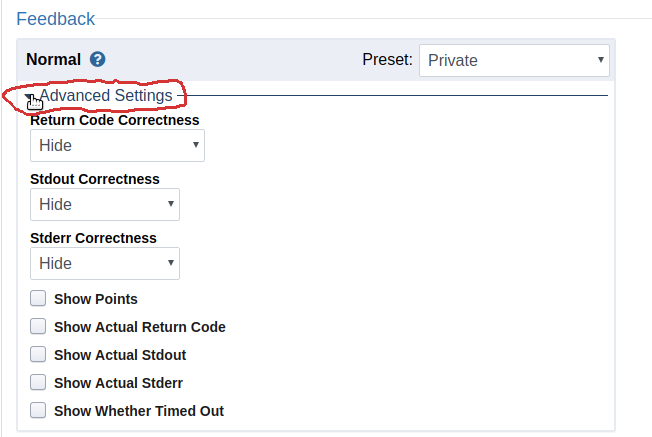 Feedback
Normal ? Preset: Private
Advanced Settings
Return Code Correctness
Hide
Stdout Correctness
Hide
Stderr Correctness
Hide
Show Points
Show Actual Return Code
Show Actual Stdout
Show Actual Stderr
Show Whether Timed Out